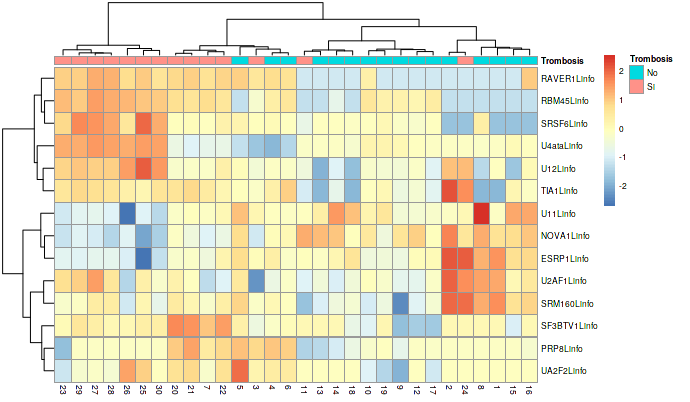 Trombosis
RAVER1Linfo
RBM45Linfo
SRSF6Linfo
U4ataLinfo
U12Linfo
TIA1Linfo
U11Linfo
NOVA1Linfo
ESRP1Linfo
U2AF1Linfo
SRM160Linfo
SF3BTV1Linfo
PRP8Linfo
UA2F2Linfo
23 29 27 28 26 25 30 20 21 7 22 5 3 4 6 11 13 14 18 10 19 9 12 17 2 24 8 1 15 16
2
1
0
-1
-2
Trombosis
No
Si